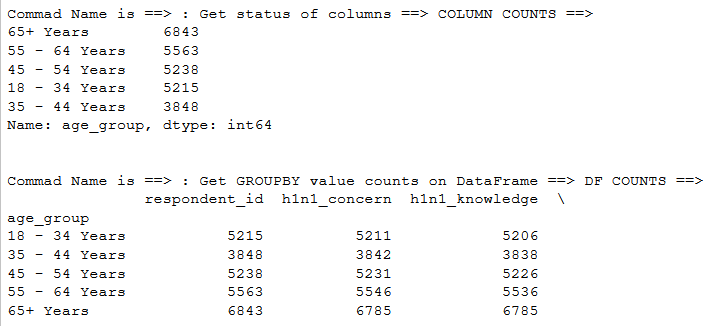 Commad Name is ==> : Get status of columns ==> COLUMN COUNTS ==>
65+ Years         6843
55 - 64 Years     5563
45 - 54 Years     5238
18 - 34 Years     5215
35 - 44 Years     3848
Name: age_group, dtype: int64
Commad Name is ==> : Get GROUPBY value counts on DataFrame ==> DF COUNTS ==>
               respondent_id  h1n1_concern  h1n1_knowledge  \
age_group
18 - 34 Years           5215          5211            5206
35 - 44 Years           3848          3842            3838
45 - 54 Years           5238          5231            5226
55 - 64 Years           5563          5546            5536
65+ Years               6843          6785            6785